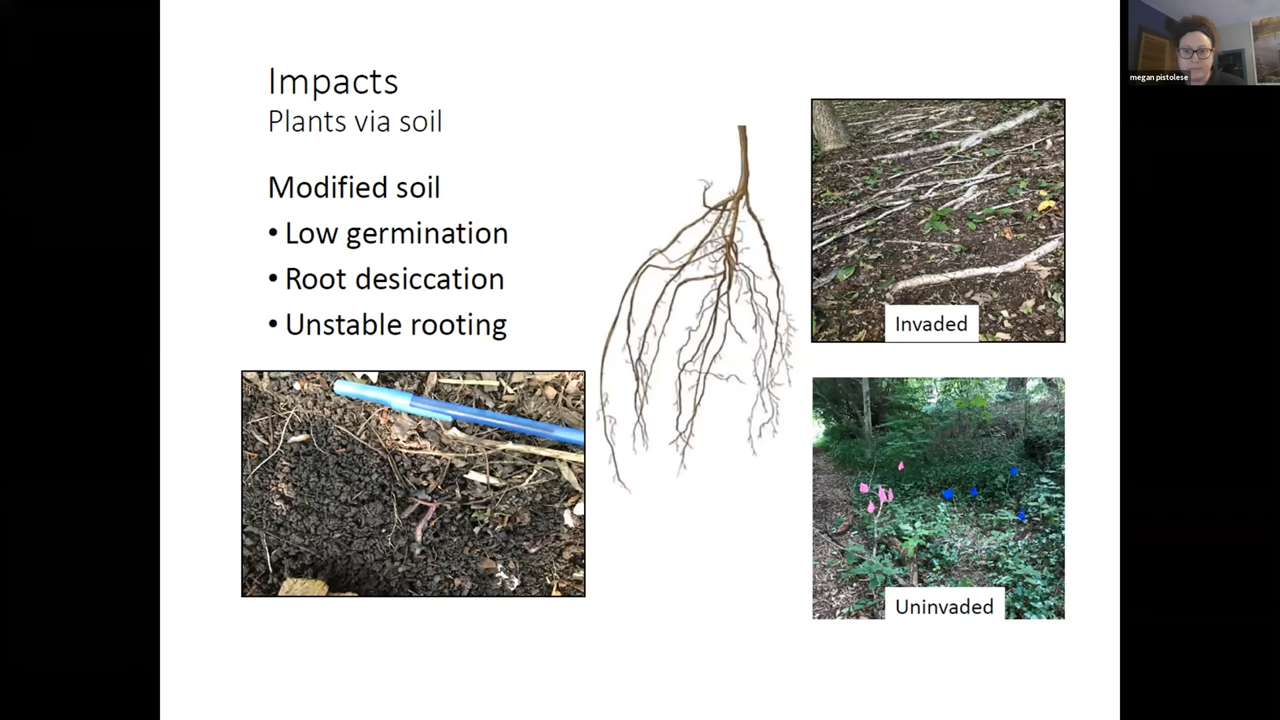 Impacts
Plants via soil
Modified soil
• Low germination
• Root desiccation
• Unstable rooting
Invaded
Uninvaded
megan pistolese